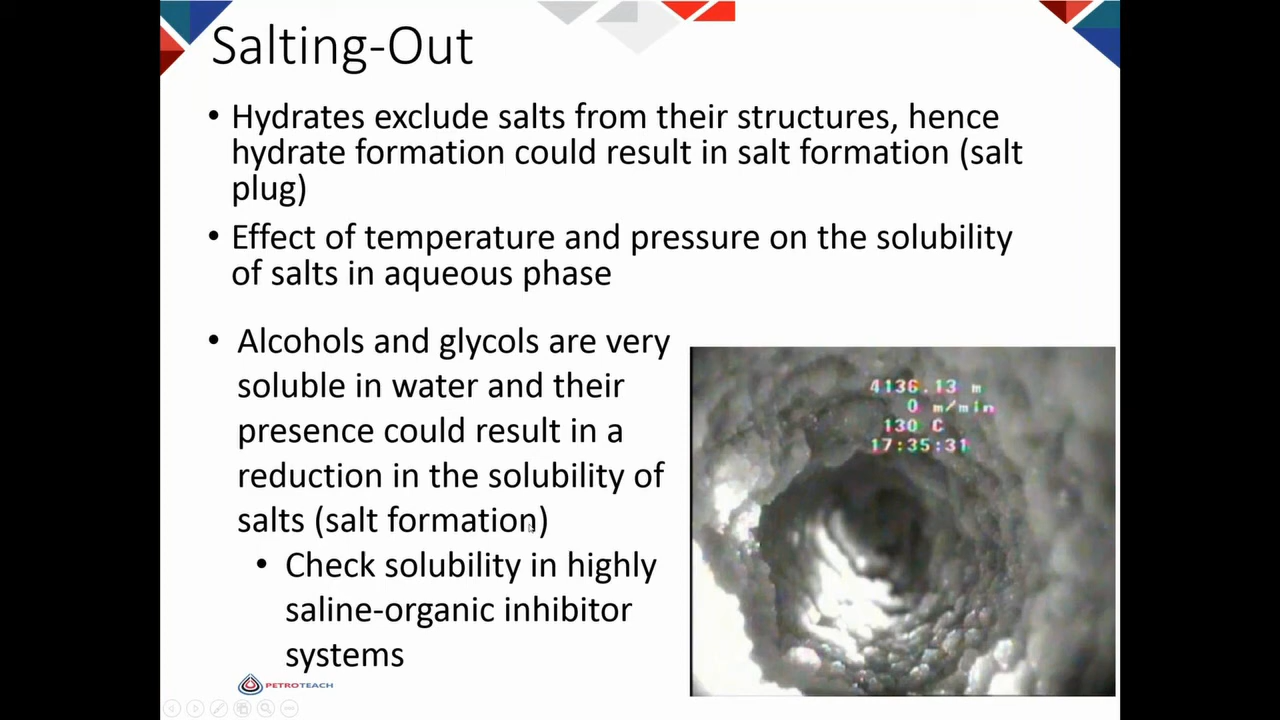 Salting-Out
• Hydrates exclude salts from their structures, hence
hydrate formation could result in salt formation (salt
plug)
• Effect of temperature and pressure on the solubility
of salts in aqueous phase
• Alcohols and glycols are very
soluble in water and their
presence could result in a
reduction in the solubility of
salts (salt formation)
• Check solubility in highly
saline-organic inhibitor
systems
4136.13 m
0 m/min
130 C
17:35:31
PETROTEACH